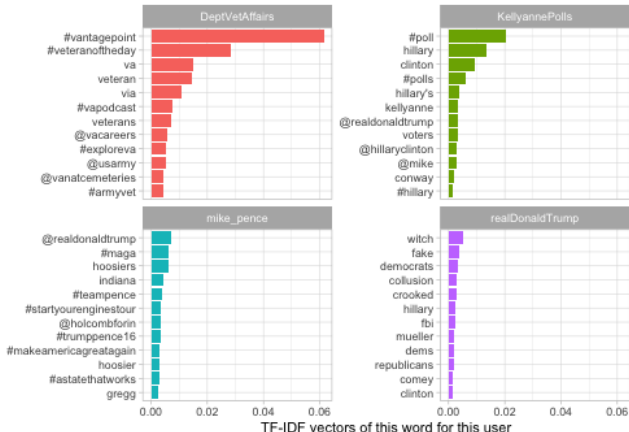 DeptVetAffairs
#vantagepoint
#veteranoftheday
va
veteran
via
#vapodcast
veterans
@vacareers
#exploreva
@usarmy
@vanatcemeteries
#armyvet
KellyannePolls
#poll
hillary
clinton
#polls
hillary's
kellyanne
@realdonaldtrump
voters
@hillaryclinton
@mike
conway
#hillary
mike_pence
@realdonaldtrump
#maga
hoosiers
indiana
#teampence
#startyourenginestour
@holcombforin
#trumppence16
#makeamericagreatagain
hoosier
#astatethatworks
gregg
realDonaldTrump
witch
fake
democrats
collusion
crooked
hillary
fbi
mueller
dems
republicans
comey
clinton
0.00 0.02 0.04 0.06
0.00 0.02 0.04 0.06
TF-IDF vectors of this word for this user